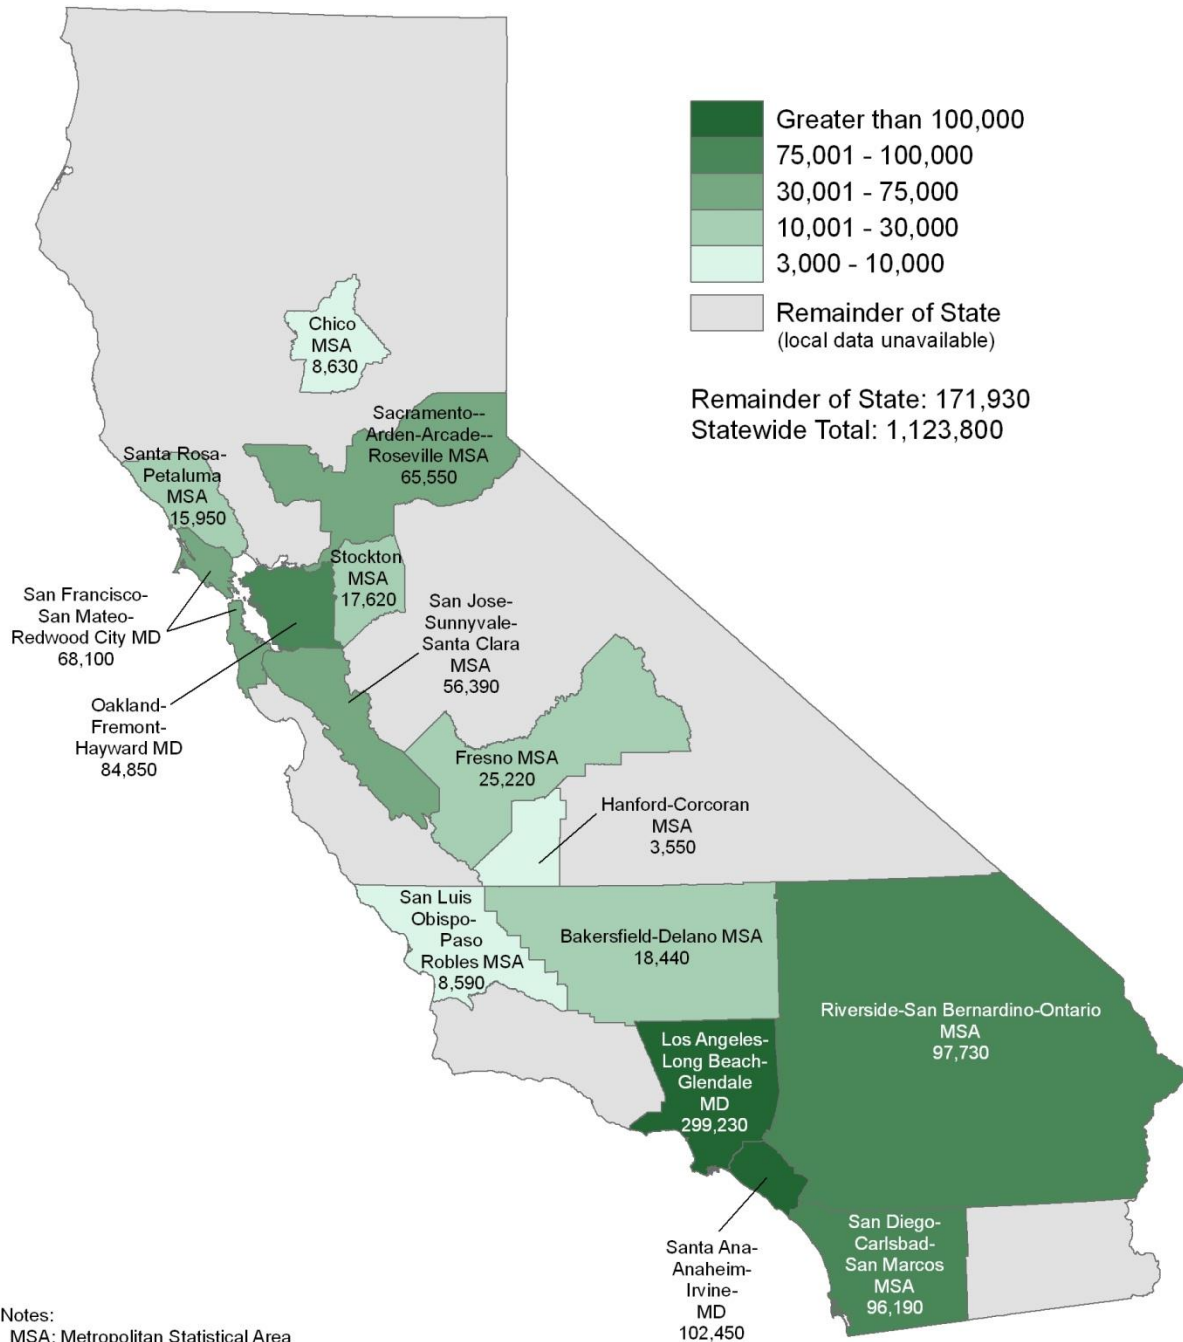 Greater than 100,000
75,001 - 100,000
30,001 - 75,000
10,001 - 30,000
3,000 - 10,000
Remainder of State
(local data unavailable)
Remainder of State: 171,930
Statewide Total: 1,123,800
Chico
MSA
8,630
Sacramento--
Arden-Arcade--
Roseville MSA
65,550
Santa Rosa-
Petaluma
MSA
15,950
Stockton
MSA
17,620
San Francisco-
San Mateo-
Redwood City MD
68,100
San Jose-
Sunnyvale-
Santa Clara
MSA
56,390
Oakland-
Fremont-
Hayward MD
84,850
Fresno MSA
25,220
Hanford-Corcoran
MSA
3,550
San Luis
Obispo-
Paso
Robles MSA
8,590
Bakersfield-Delano MSA
18,440
Riverside-San Bernardino-Ontario
MSA
97,730
Los Angeles-
Long Beach-
Glendale
MD
299,230
Santa Ana-
Anaheim-
Irvine-
MD
102,450
San Diego-
Carlsbad-
San Marcos
MSA
96,190
Notes:
MSA: Metropolitan Statistical Area